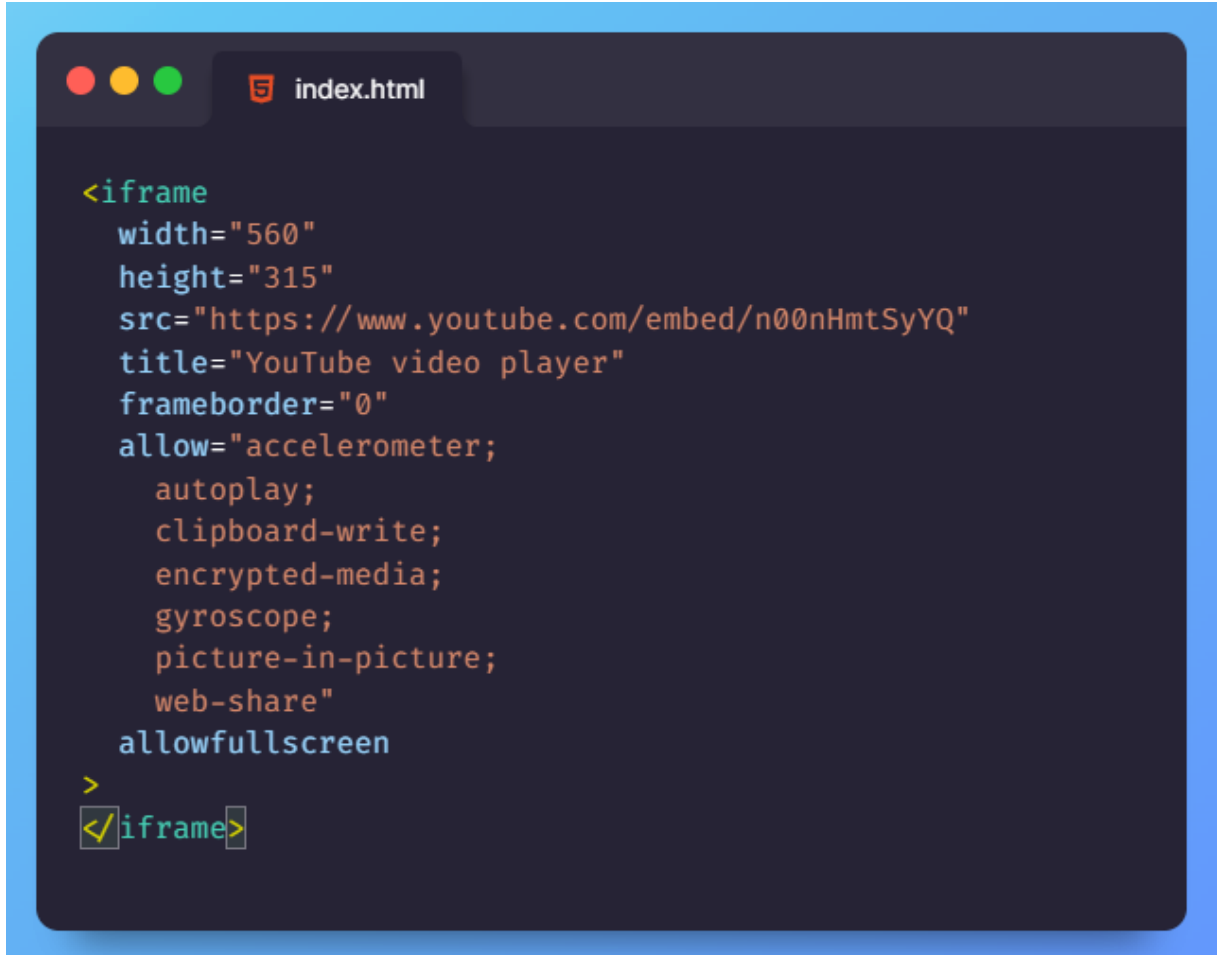 index.html
<iframe
width="560"
height="315"
src="https://www.youtube.com/embed/n00nHmtSyYQ"
title="YouTube video player"
frameborder="0"
allow="accelerometer;
autoplay;
clipboard-write;
encrypted-media;
gyroscope;
picture-in-picture;
web-share"
allowfullscreen
>
</iframe>